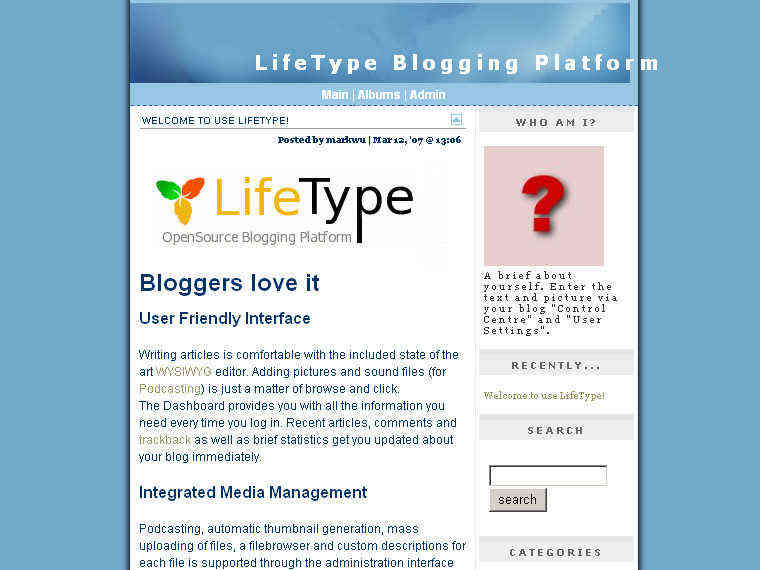 LifeType Blogging Platform
Main | Albums | Admin
WELCOME TO USE LIFETYPE!
Posted by markwu | Mar 12, '07 @ 13:06
LifeType
OpenSource Blogging Platform
Bloggers love it
User Friendly Interface
Writing articles is comfortable with the included state of the
art WYSIWYG editor. Adding pictures and sound files (for
Podcasting) is just a matter of browse and click.
The Dashboard provides you with all the information you
need every time you log in. Recent articles, comments and
trackback as well as brief statistics get you updated about
your blog immediately.
Integrated Media Management
Podcasting, automatic thumbnail generation, mass
uploading of files, a filebrowser and custom descriptions for
each file is supported through the administration interface
WHO AM I?
?
A brief about
yourself. Enter the
text and picture via
your blog "Control
Centre" and "User
Settings".
RECENTLY...
Welcome to use LifeType!
SEARCH
search
CATEGORIES